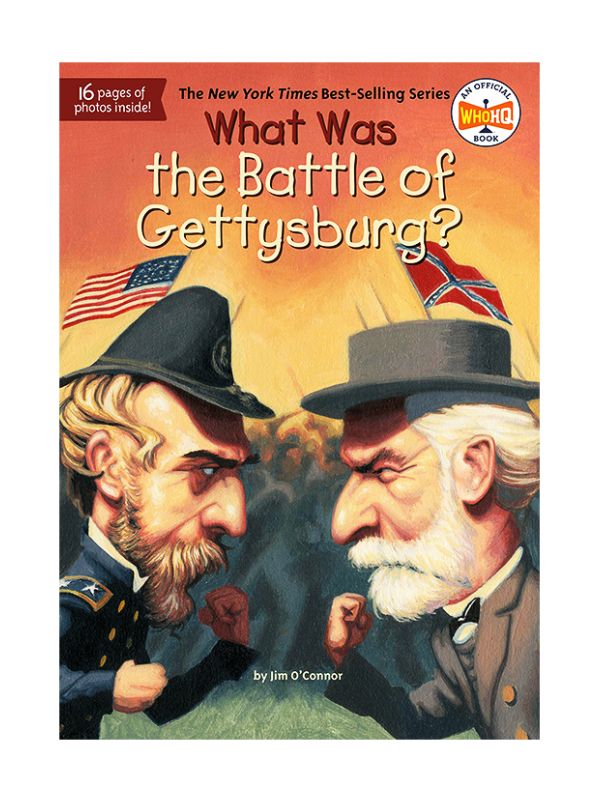 16 pages of
photos inside!
The New York Times Best-Selling Series
AN OFFICIAL
WHOHQ
BOOK
What Was
the Battle of
Gettysburg?
by Jim O'Connor